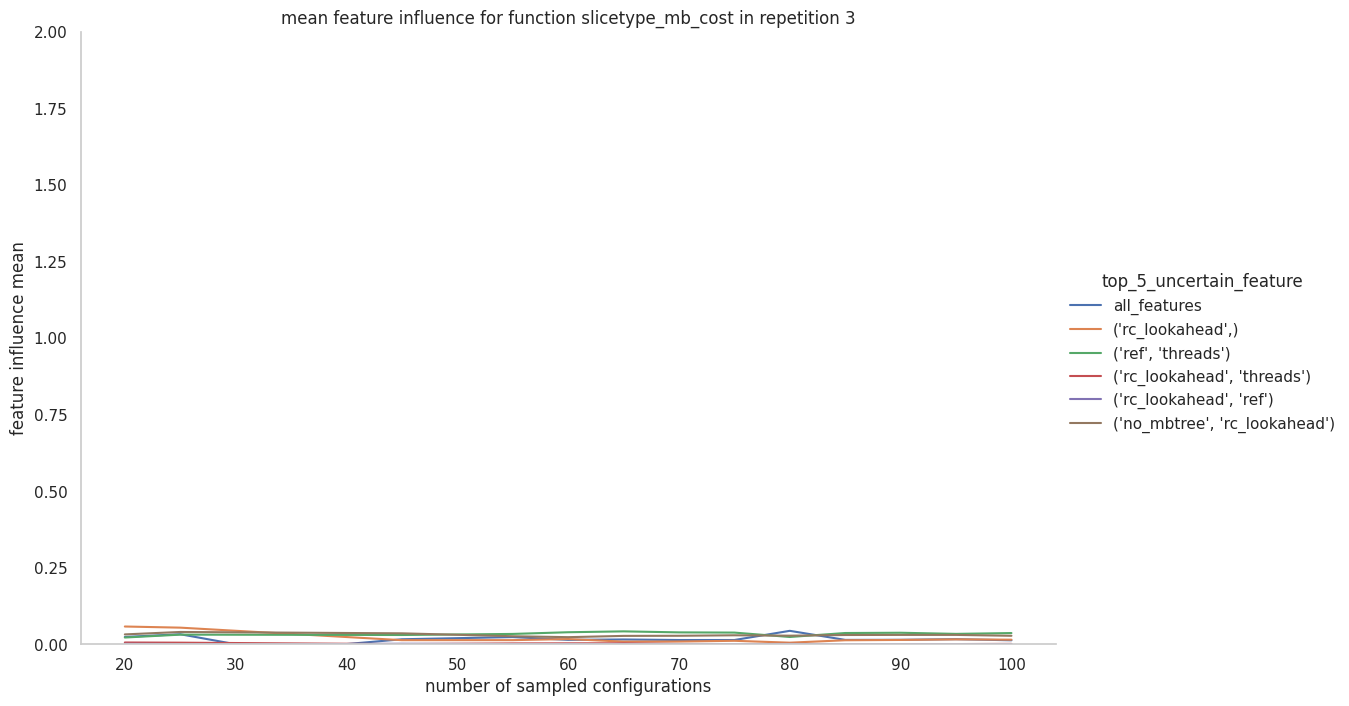 mean feature influence for function slicetype_mb_cost in repetition 3
2.00
1.75
1.50
1.25
1.00
0.75
0.50
0.25
0.00
feature influence mean
20 30 40 50 60 70 80 90 100
number of sampled configurations
top_5_uncertain_feature
all_features
('rc_lookahead',)
('ref', 'threads')
('rc_lookahead', 'threads')
('rc_lookahead', 'ref')
('no_mbtree', 'rc_lookahead')